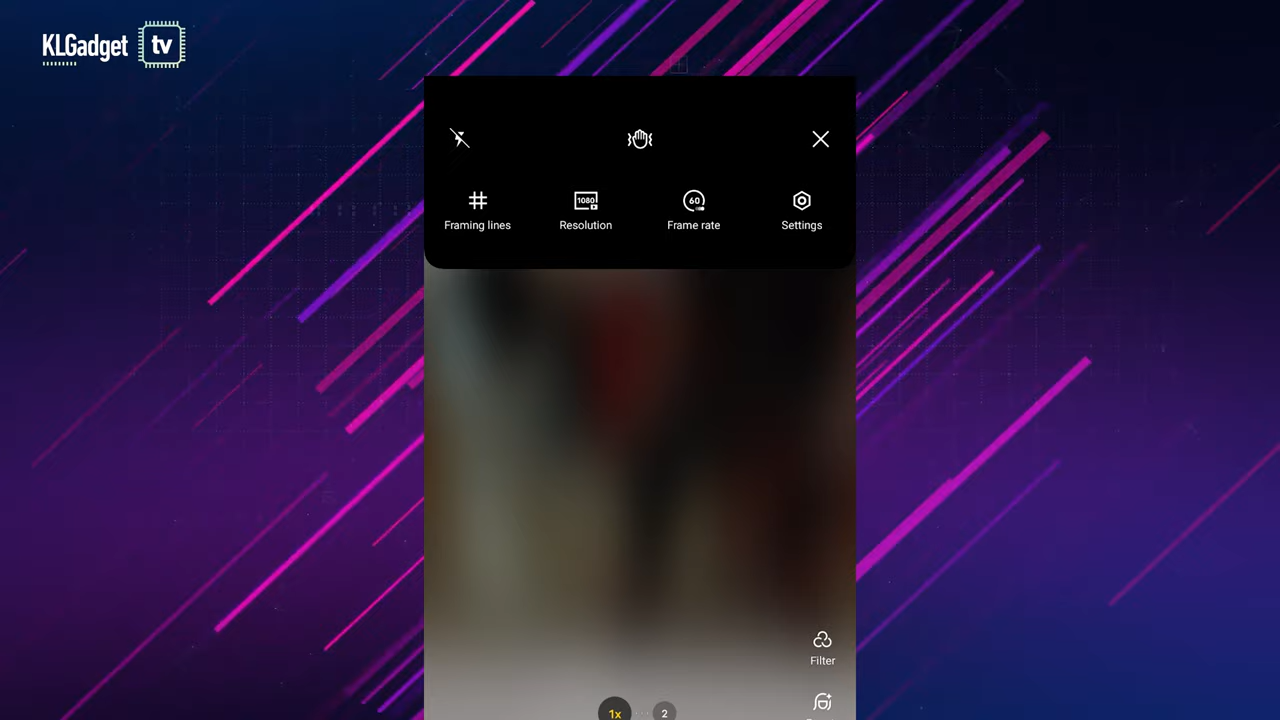 KLGadget tv
1080 60
Framing lines Resolution Frame rate Settings
Filter
1x 2